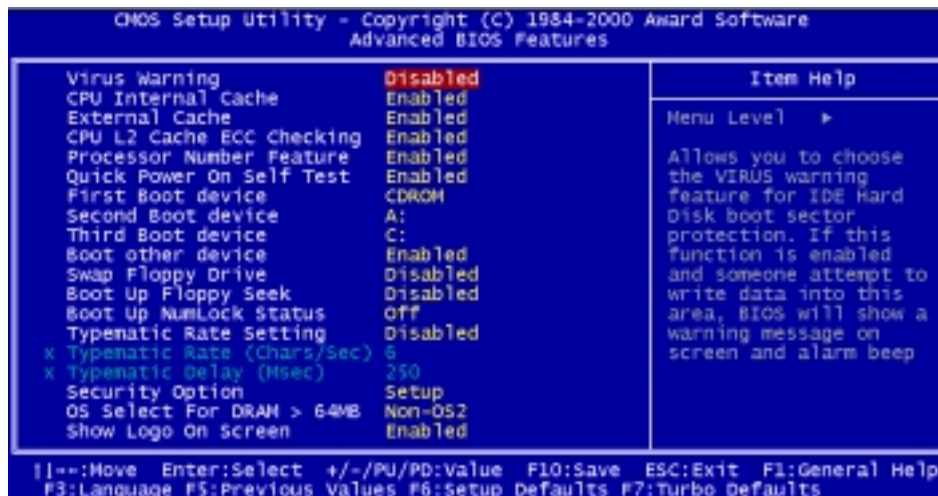 CMOS Setup Utility - Copyright (C) 1984-2000 Award Software
Advanced BIOS Features
Virus Warning Disabled
CPU Internal Cache Enabled
External Cache Enabled
CPU L2 Cache ECC Checking Enabled
Processor Number Feature Enabled
Quick Power On Self Test Enabled
First Boot device CDROM
Second Boot device A:
Third Boot device C:
Boot other device Enabled
Swap Floppy Drive Disabled
Boot Up Floppy Seek Disabled
Boot Up NumLock Status Off
Typematic Rate Setting Disabled
x Typematic Rate (Chars/Sec) 6
x Typematic Delay (Msec) 250
Security Option Setup
OS Select For DRAM > 64MB Non-OS2
Show Logo On Screen Enabled
Item Help
Menu Level ►
Allows you to choose
the VIRUS warning
feature for IDE Hard
Disk boot sector
protection. If this
function is enabled
and someone attempt to
write data into this
area, BIOS will show a
warning message on
screen and alarm beep
:Move Enter:Select +/-/PU/PD:Value F10:Save ESC:Exit F1:General Help
F3:Language F5:Previous Values F6:Setup Defaults F7:Turbo Defaults